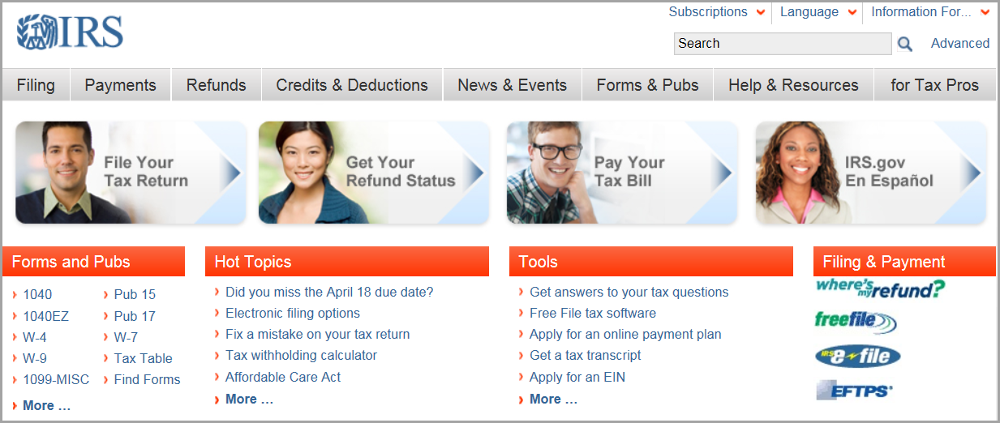 Subscriptions Language Information For...
IRS
Search Advanced
Filing Payments Refunds Credits & Deductions News & Events Forms & Pubs Help & Resources for Tax Pros
File Your
Tax Return
Get Your
Refund Status
Pay Your
Tax Bill
IRS.gov
En Español
Forms and Pubs
1040
1040EZ
W-4
W-9
1099-MISC
More ...
Pub 15
Pub 17
W-7
Tax Table
Find Forms
Hot Topics
Did you miss the April 18 due date?
Electronic filing options
Fix a mistake on your tax return
Tax withholding calculator
Affordable Care Act
More ...
Tools
Get answers to your tax questions
Free File tax software
Apply for an online payment plan
Get a tax transcript
Apply for an EIN
More ...
Filing & Payment
where's my refund?
freefile
IRS e-file
EFTPS